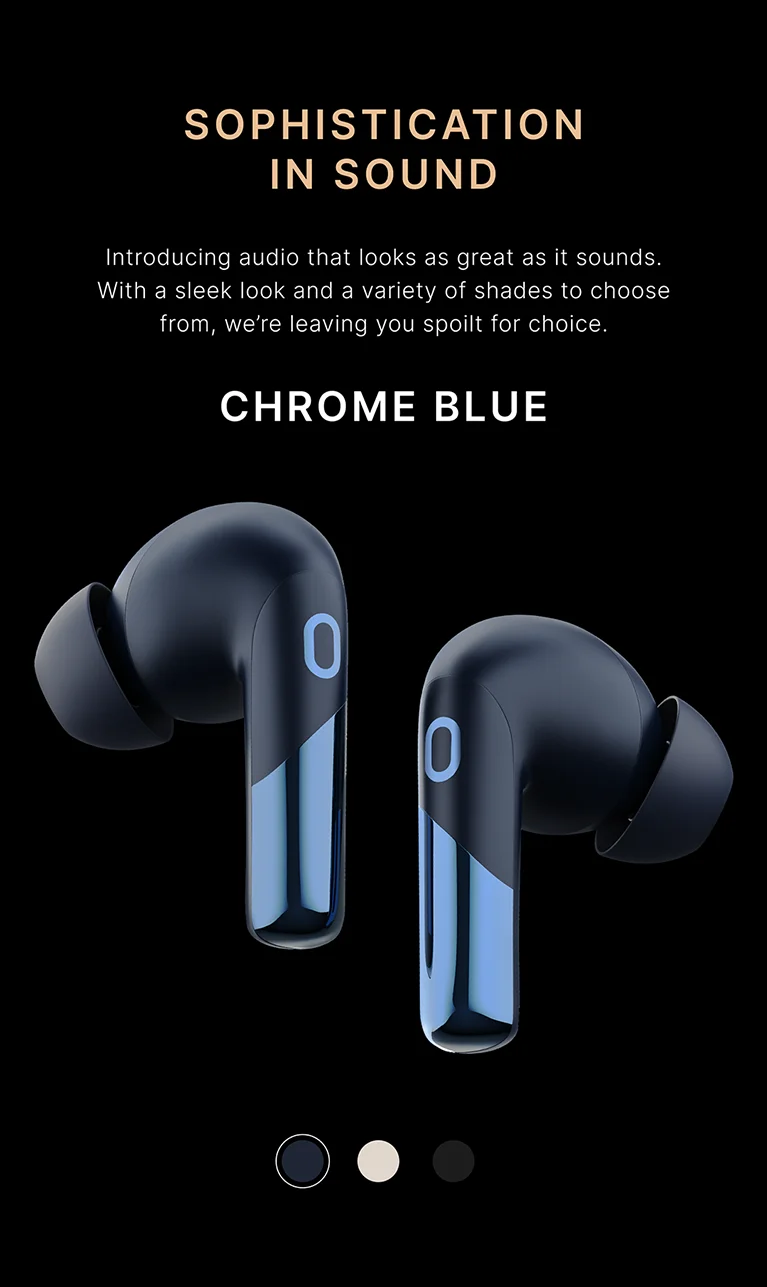 SOPHISTICATION
IN SOUND
Introducing audio that looks as great as it sounds.
With a sleek look and a variety of shades to choose
from, we’re leaving you spoilt for choice.
CHROME BLUE